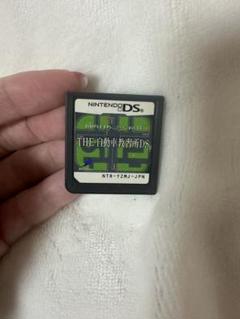 NINTENDO DS
THE 自動車教習所DS
NTR-YZMJ-JPN